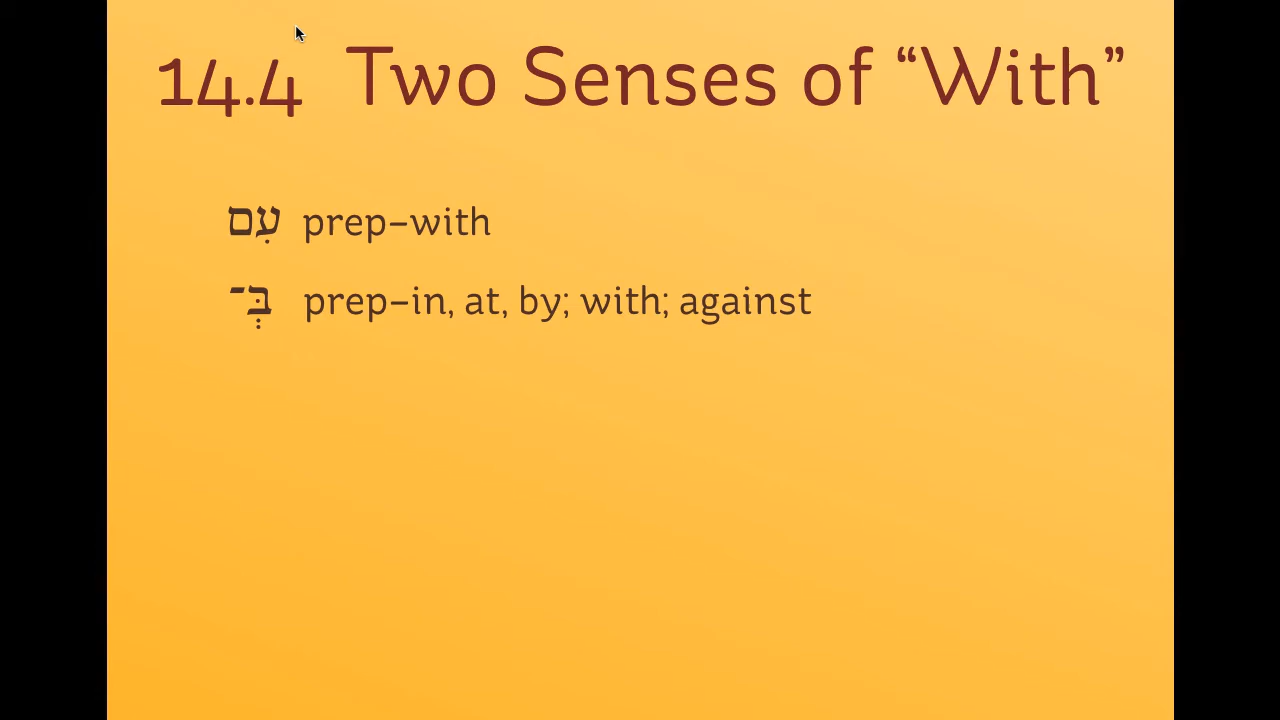 14.4 Two Senses of “With”
עִם prep–with
בְּ־ prep–in, at, by; with; against